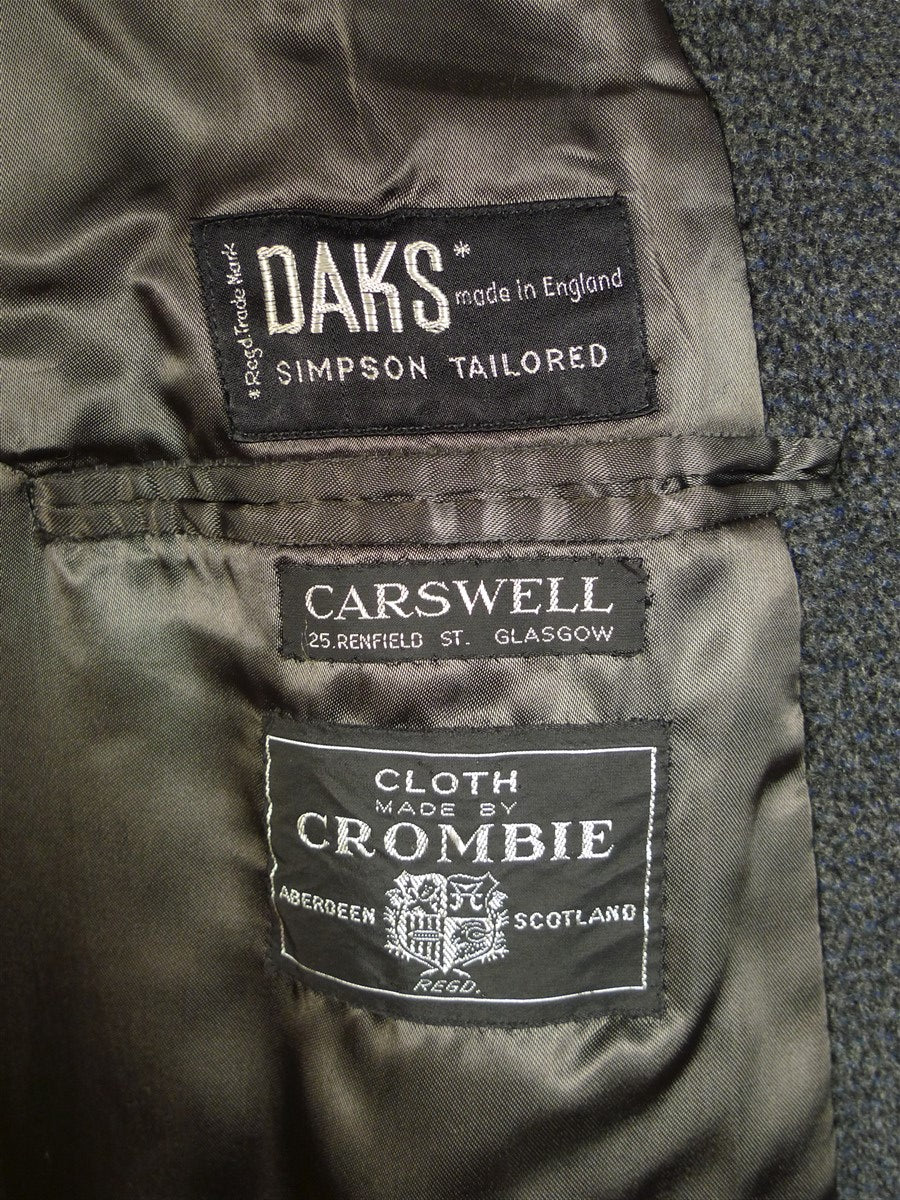 *Regd.Trade Mark
DAKS*
made in England
SIMPSON TAILORED
CARSWELL
25.RENFIELD ST. GLASGOW
CLOTH
MADE BY
CROMBIE
ABERDEEN SCOTLAND
REGD.